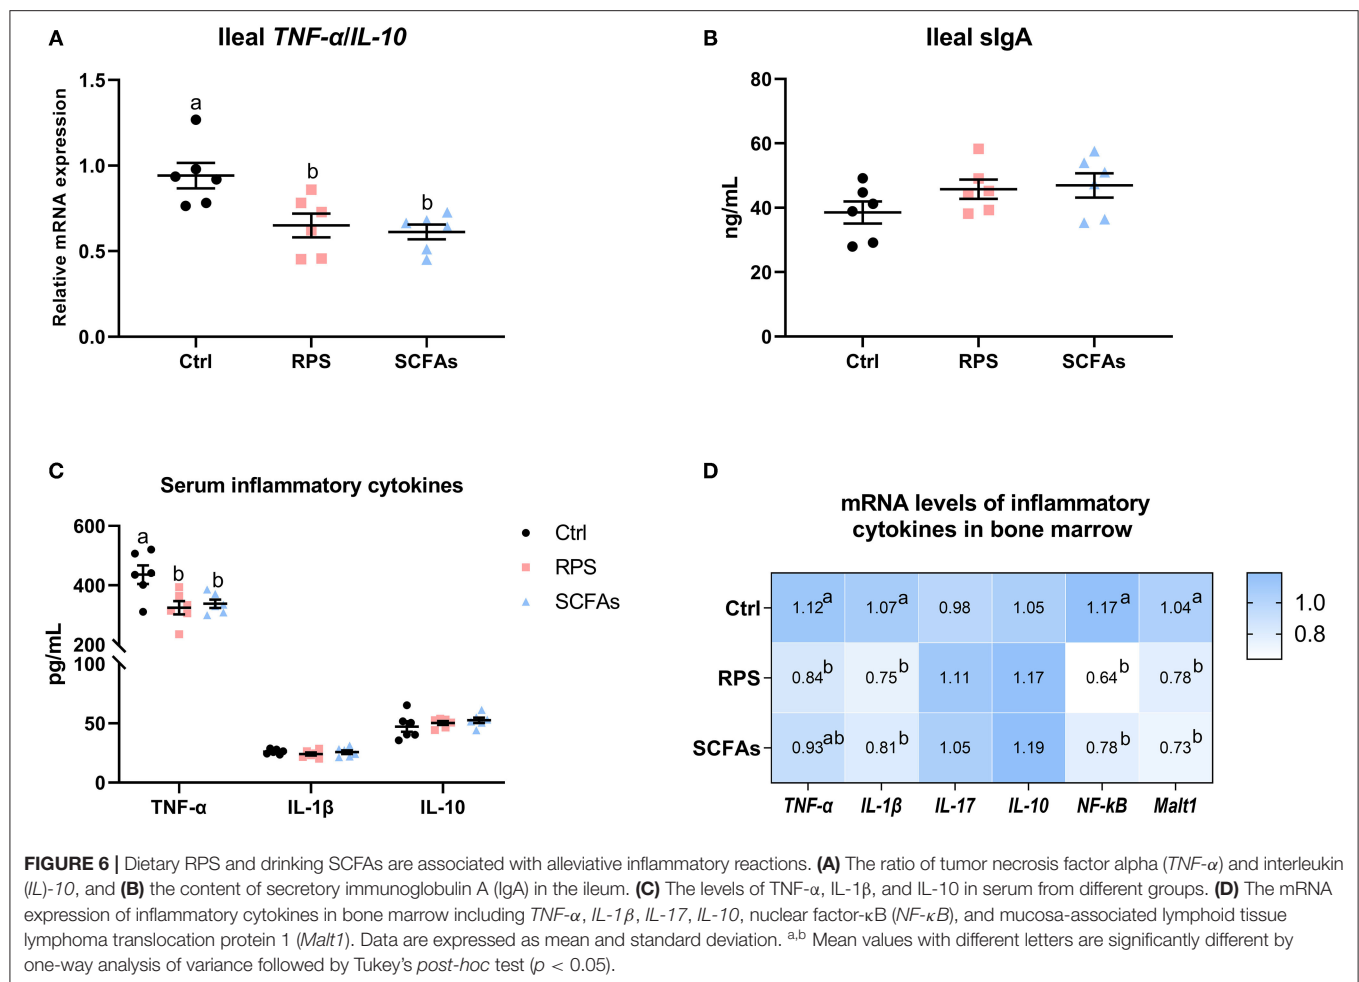 A
Ileal TNF-α/IL-10
Relative mRNA expression
1.5
1.0
0.5
0.0
a
b
b
Ctrl
RPS
SCFAs
B
Ileal sIgA
ng/mL
80
60
40
20
0
Ctrl
RPS
SCFAs
C
Serum inflammatory cytokines
pg/mL
600
400
200
100
50
0
a
b
b
TNF-α
IL-1β
IL-10
Ctrl
RPS
SCFAs
D
mRNA levels of inflammatory
cytokines in bone marrow
Ctrl 1.12a 1.07a 0.98 1.05 1.17a 1.04a
RPS 0.84b 0.75b 1.11 1.17 0.64b 0.78b
SCFAs 0.93ab 0.81b 1.05 1.19 0.78b 0.73b
TNF-α IL-1β IL-17 IL-10 NF-kB Malt1
1.0
0.8
FIGURE 6 | Dietary RPS and drinking SCFAs are associated with alleviative inflammatory reactions. (A) The ratio of tumor necrosis factor alpha (TNF-α) and interleukin
(IL)-10, and (B) the content of secretory immunoglobulin A (IgA) in the ileum. (C) The levels of TNF-α, IL-1β, and IL-10 in serum from different groups. (D) The mRNA
expression of inflammatory cytokines in bone marrow including TNF-α, IL-1β, IL-17, IL-10, nuclear factor-κB (NF-κB), and mucosa-associated lymphoid tissue
lymphoma translocation protein 1 (Malt1). Data are expressed as mean and standard deviation. a,b Mean values with different letters are significantly different by
one-way analysis of variance followed by Tukey's post-hoc test (p < 0.05).